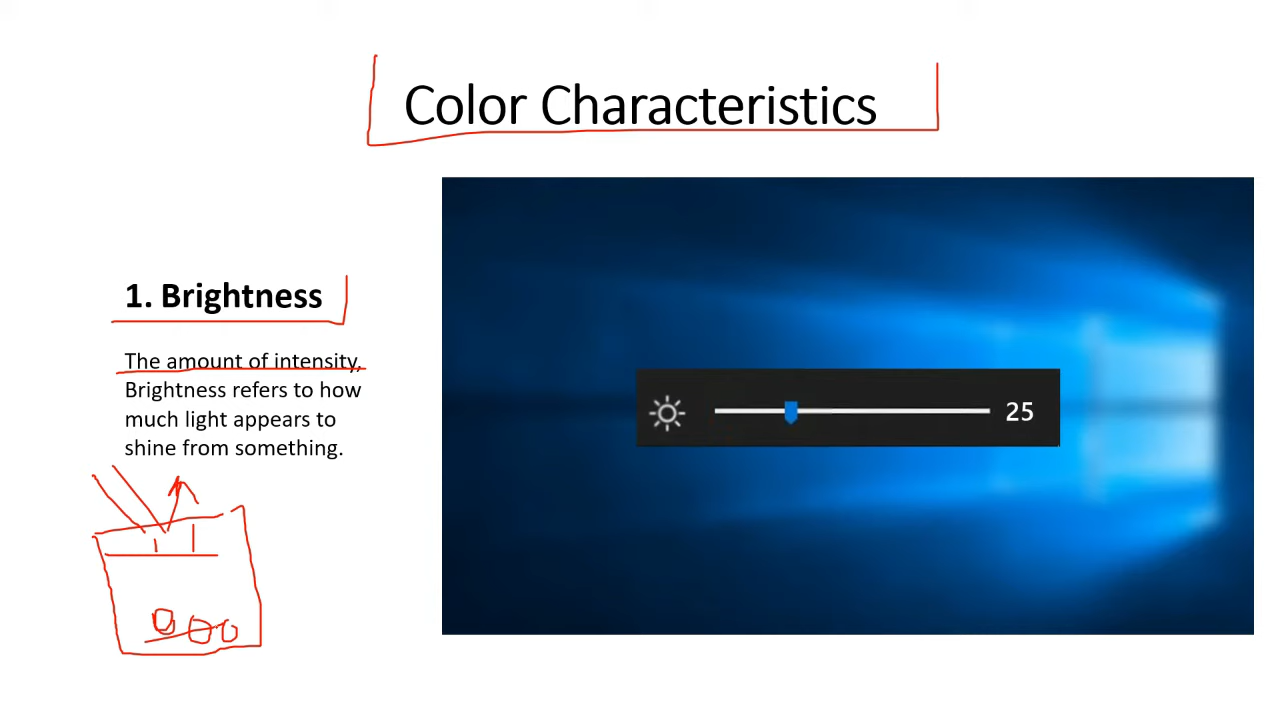 Color Characteristics
1. Brightness
The amount of intensity,
Brightness refers to how
much light appears to
shine from something.
25